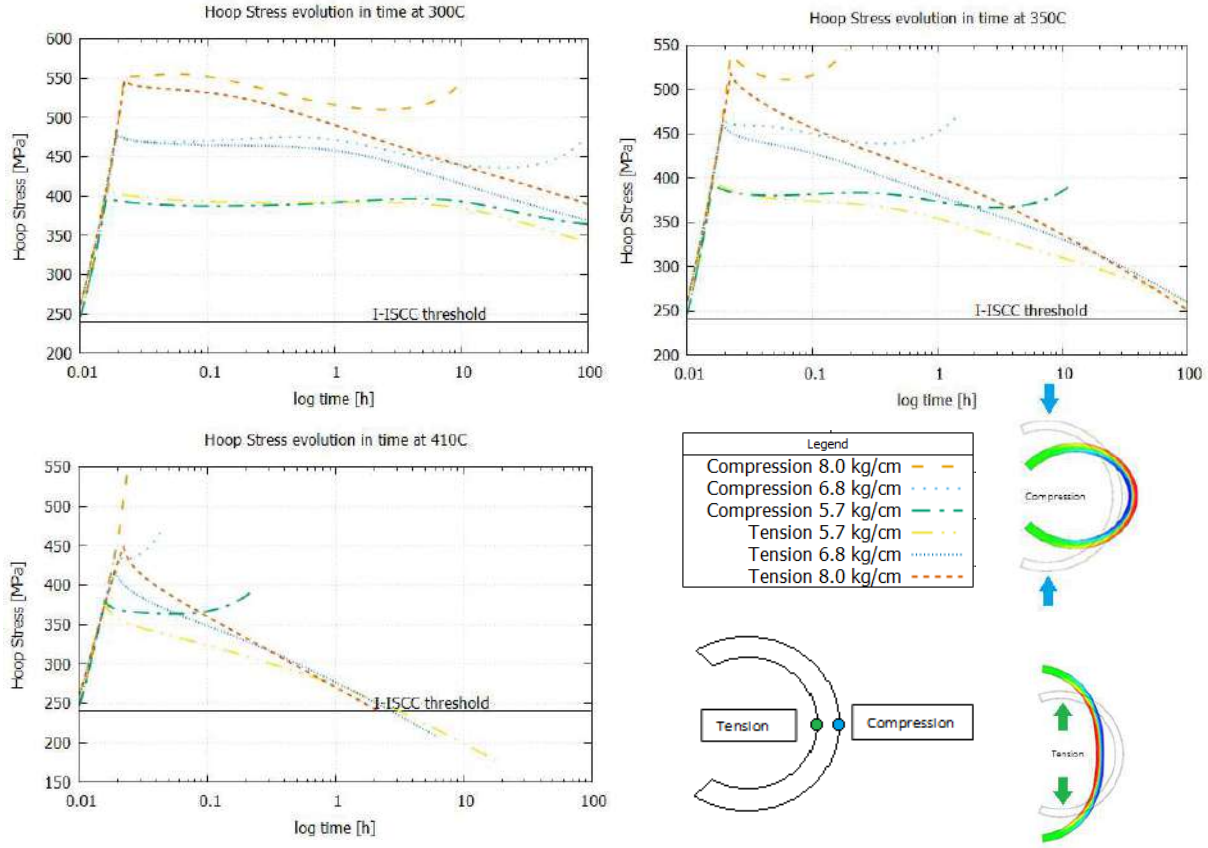 Hoop Stress evolution in time at 300C
600
550
500
450
400
350
300
250
200
Hoop Stress [MPa]
I-ISCC threshold
0.01
0.1
1
10
100
log time [h]
Hoop Stress evolution in time at 350C
550
500
450
400
350
300
250
200
Hoop Stress [MPa]
I-ISCC threshold
0.01
0.1
1
10
100
log time [h]
Hoop Stress evolution in time at 410C
550
500
450
400
350
300
250
200
150
Hoop Stress [MPa]
I-ISCC threshold
0.01
0.1
1
10
100
log time [h]
Legend
Compression 8.0 kg/cm
Compression 6.8 kg/cm
Compression 5.7 kg/cm
Tension 5.7 kg/cm
Tension 6.8 kg/cm
Tension 8.0 kg/cm
Compression
Tension
Compression
Tension